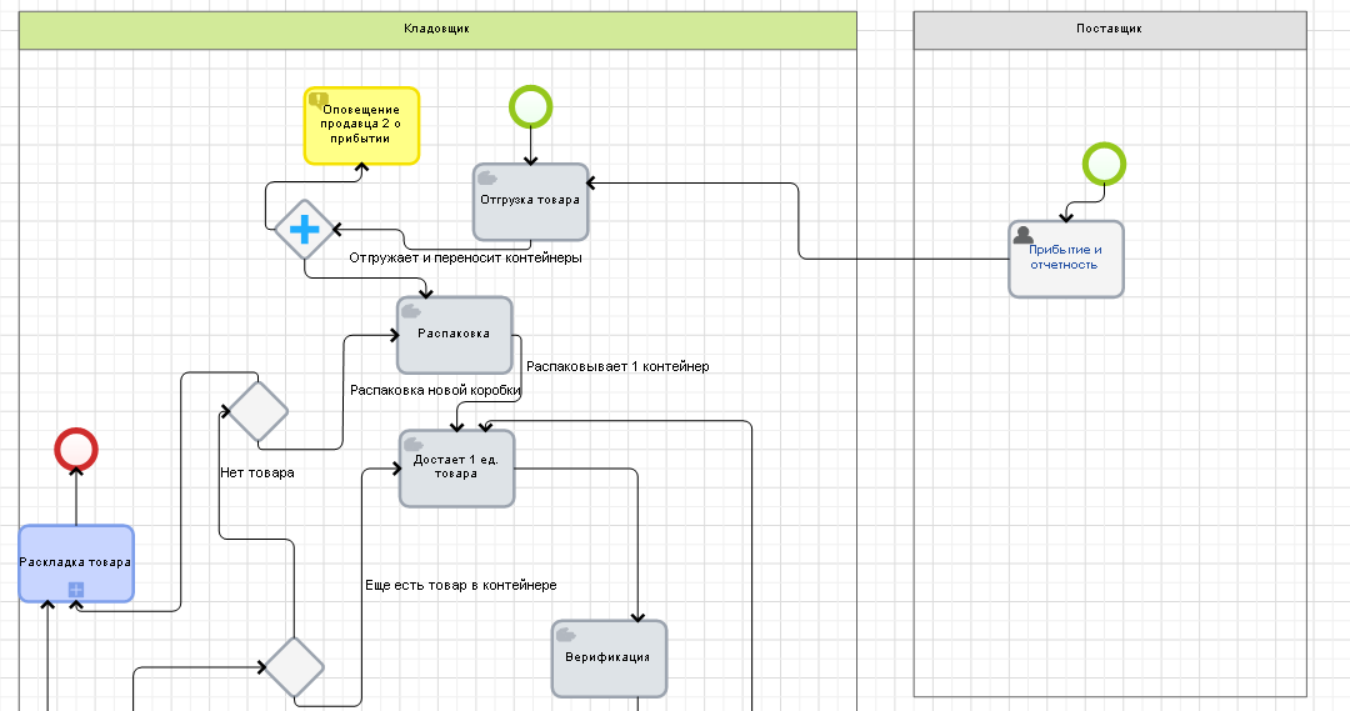 Кладовщик
Поставщик
Оповещение
продавца 2 о
прибытии
Отгрузка товара
Прибытие и
отчетность
Отгружает и переносит контейнеры
Распаковка
Распаковывает 1 контейнер
Распаковка новой коробки
Достает 1 ед.
товара
Нет товара
Раскладка товара
Еще есть товар в контейнере
Верификация